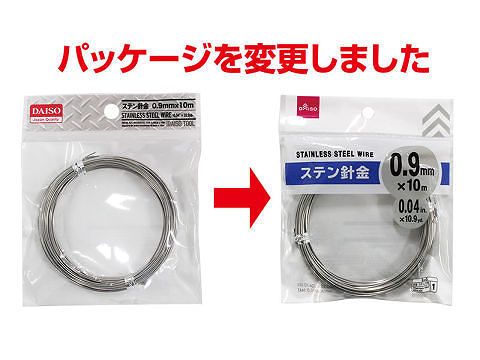 パッケージを変更しました
DAISO
Japan Quality
ステン針金 0.9mm×10m
STAINLESS STEEL WIRE
DAISO TOOL
DAISO
STAINLESS STEEL WIRE
ステン針金
0.9mm
×10m
0.04in.
×10.9yd.